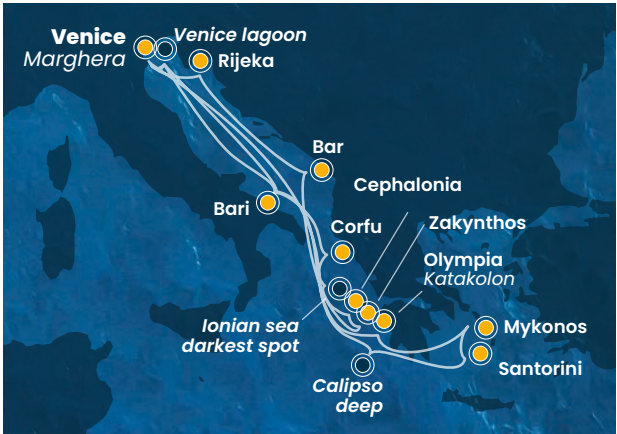 Venice
Marghera
Venice lagoon
Rijeka
Bar
Cephalonia
Bari
Zakynthos
Corfu
Olympia
Katakolon
Ionian sea
darkest spot
Mykonos
Santorini
Calipso
deep